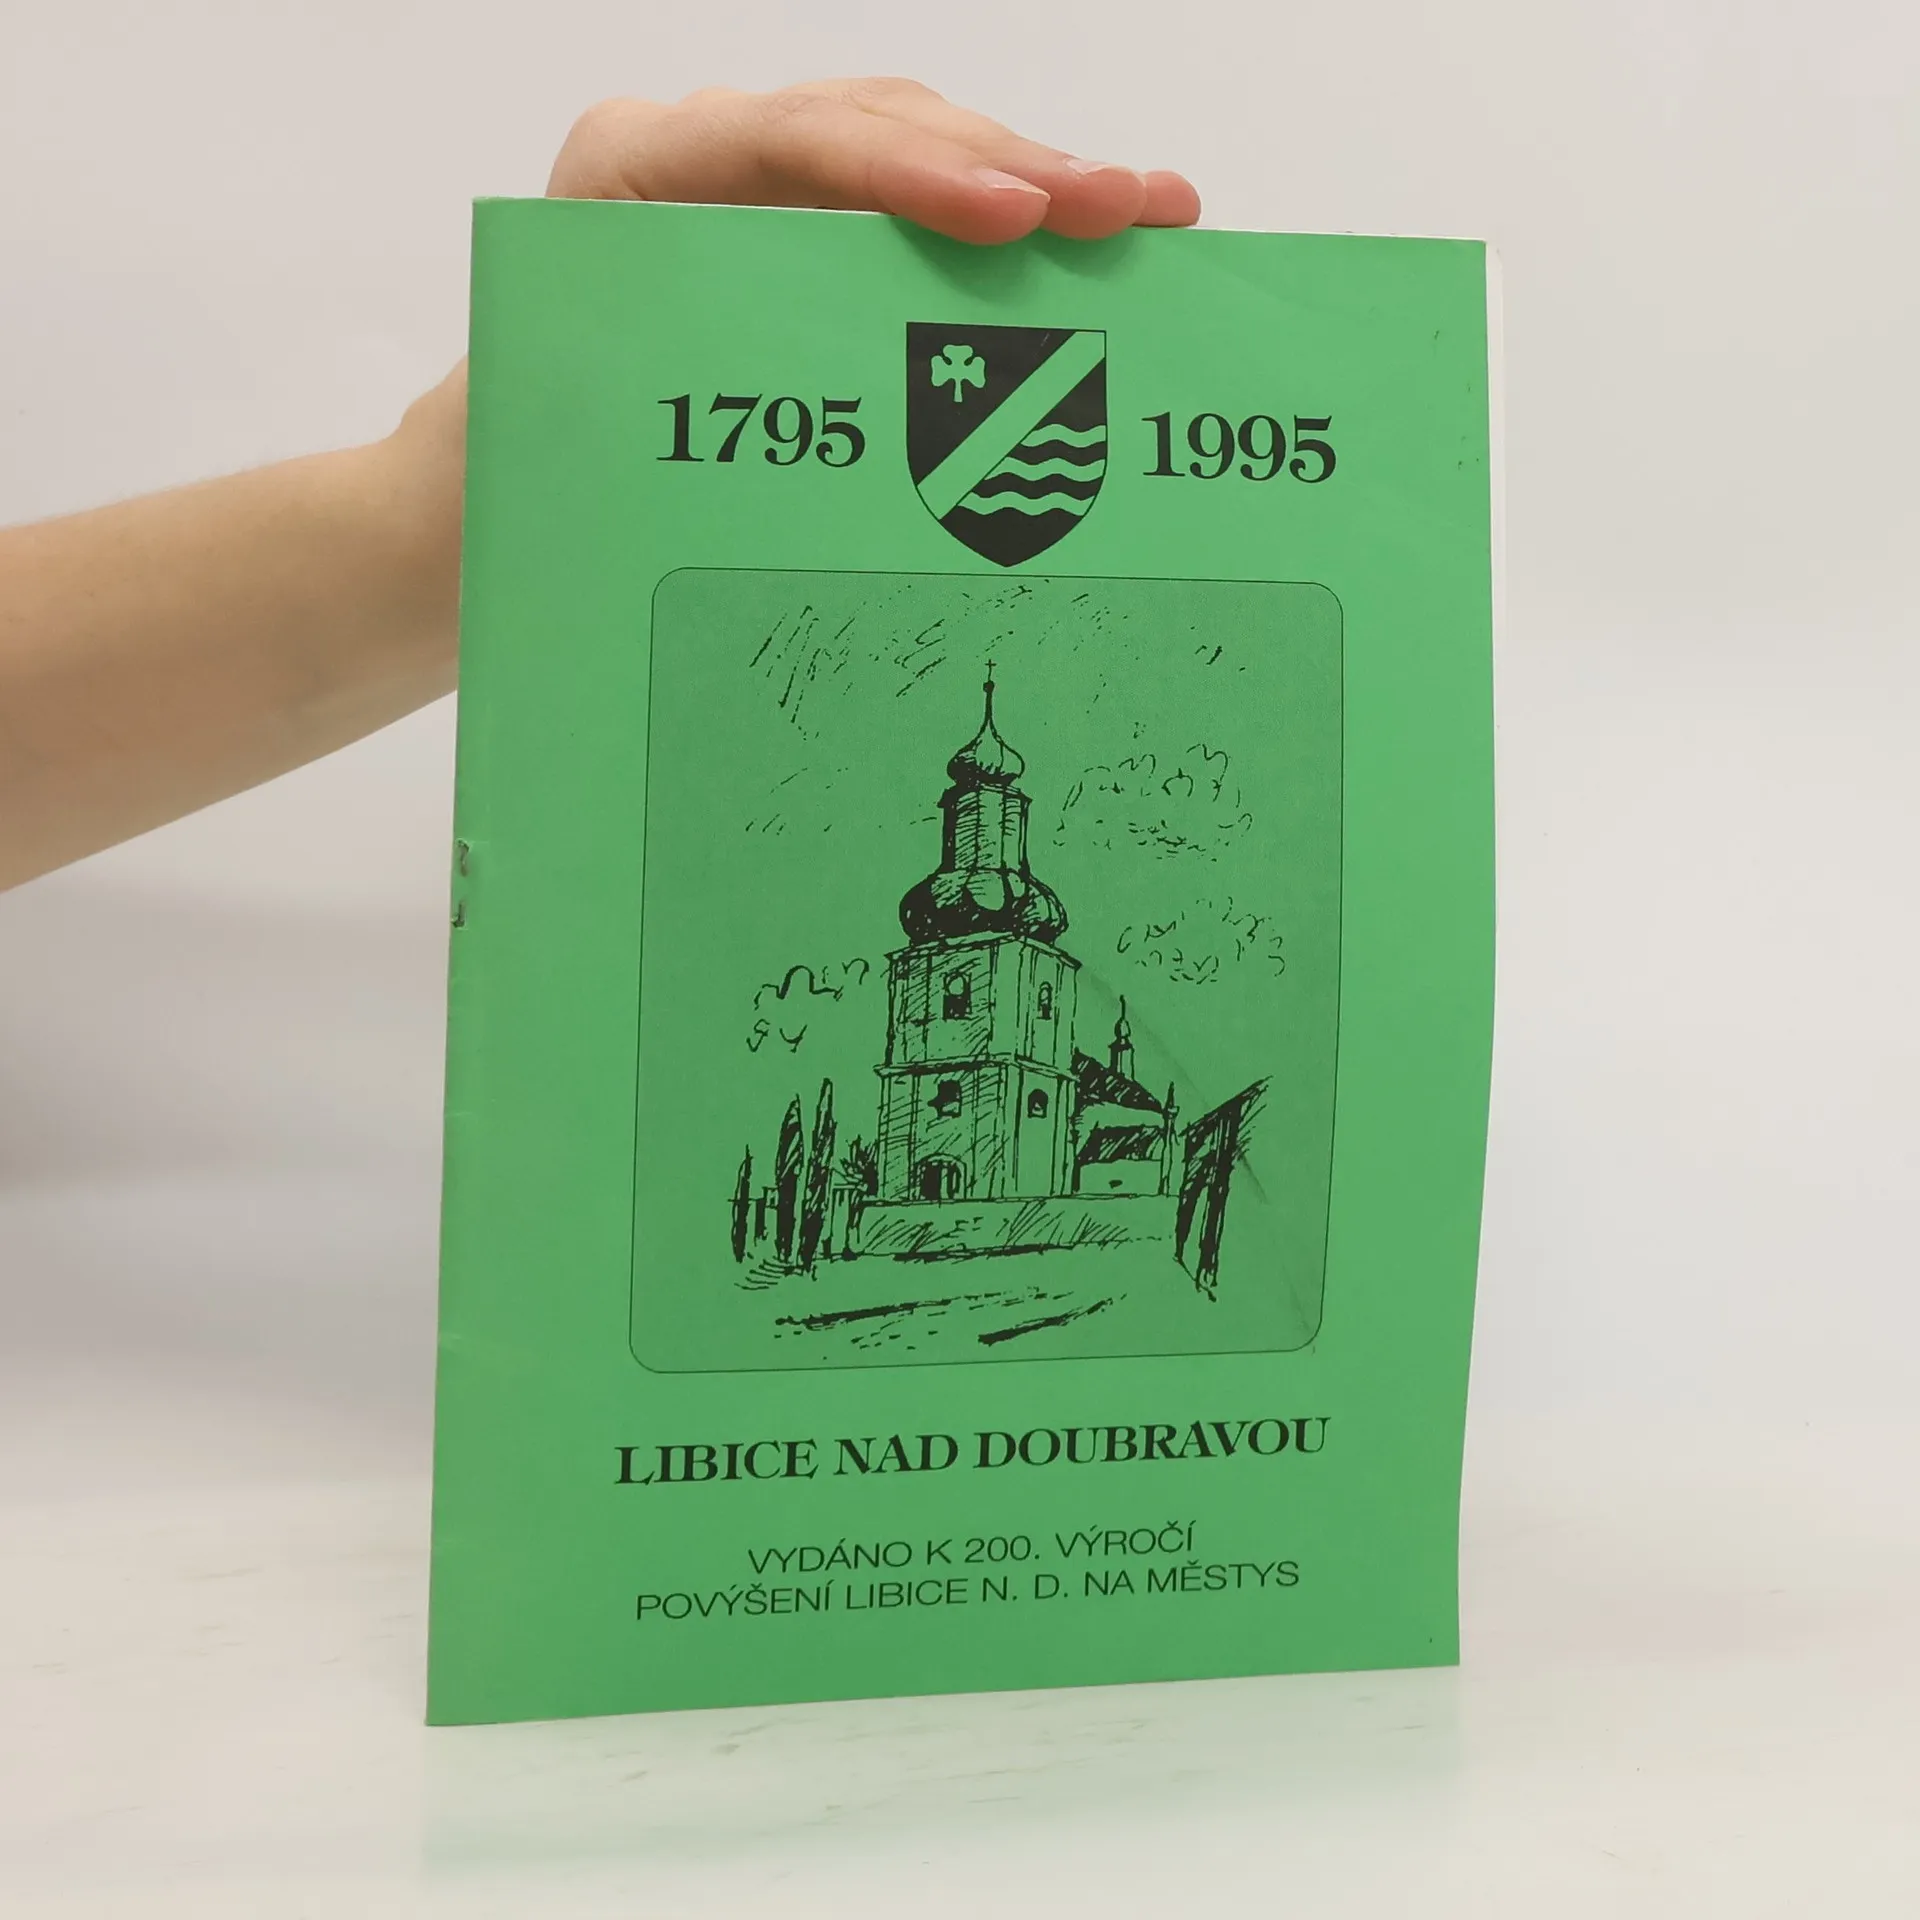 1795 1995
LIBICE NAD DOUBRAVOU
VYDÁNO K 200. VÝROČÍ
POVÝŠENÍ LIBICE N. D. NA MĚSTYS